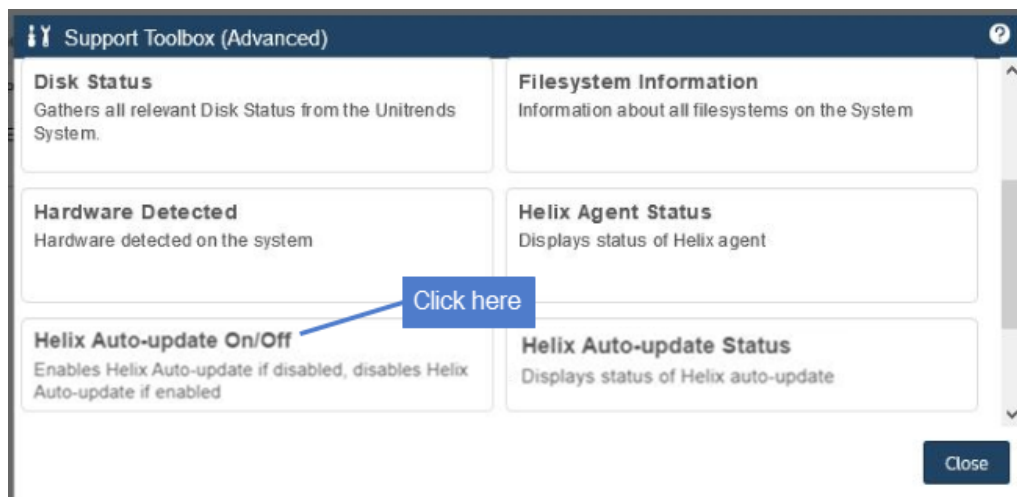 Support Toolbox (Advanced)
?
Disk Status
Gathers all relevant Disk Status from the Unitrends
System.
Filesystem Information
Information about all filesystems on the System
Hardware Detected
Hardware detected on the system
Helix Agent Status
Displays status of Helix agent
Click here
Helix Auto-update On/Off
Enables Helix Auto-update if disabled, disables Helix
Auto-update if enabled
Helix Auto-update Status
Displays status of Helix auto-update
Close